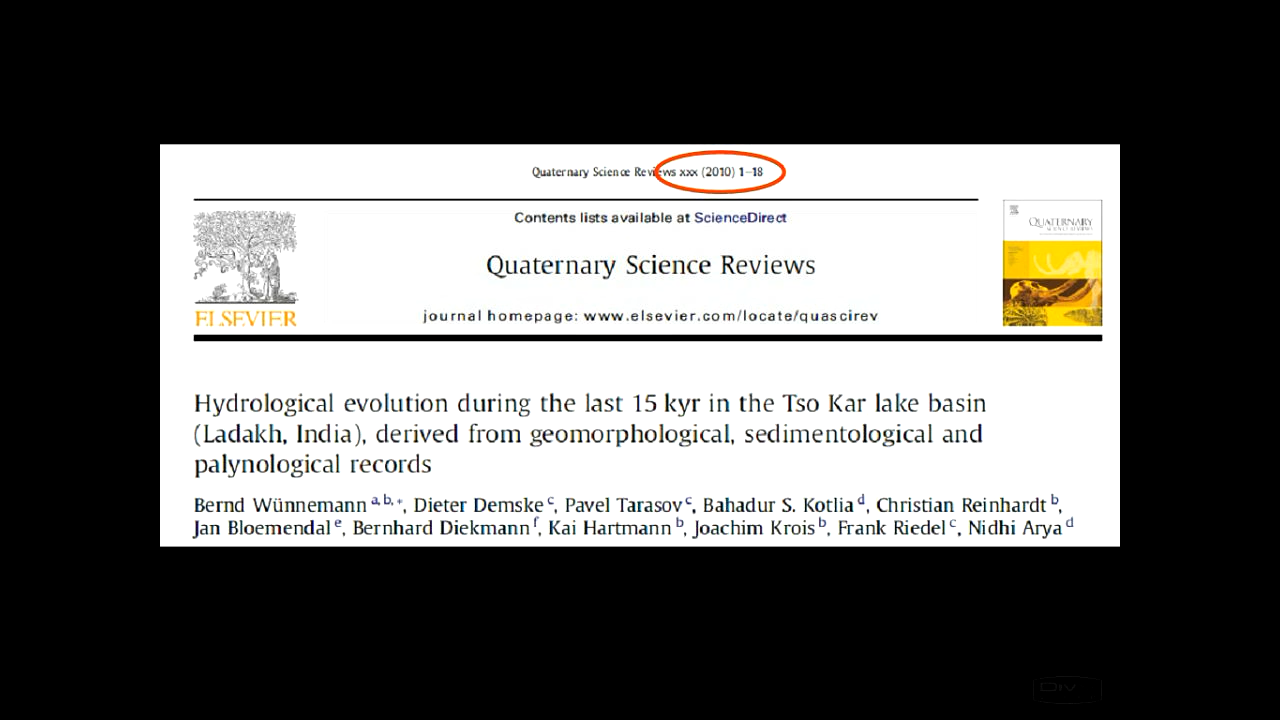 Quaternary Science Reviews xxx (2010) 1–18
Contents lists available at ScienceDirect
QUATERNARY
SCIENCE REVIEWS
Quaternary Science Reviews
ELSEVIER
journal homepage: www.elsevier.com/locate/quascirev
Hydrological evolution during the last 15 kyr in the Tso Kar lake basin
(Ladakh, India), derived from geomorphological, sedimentological and
palynological records
Bernd Wünnemann a, b, *, Dieter Demske c, Pavel Tarasov c, Bahadur S. Kotlia d, Christian Reinhardt b,
Jan Bloemendal e, Bernhard Diekmann f, Kai Hartmann b, Joachim Krois b, Frank Riedel c, Nidhi Arya d